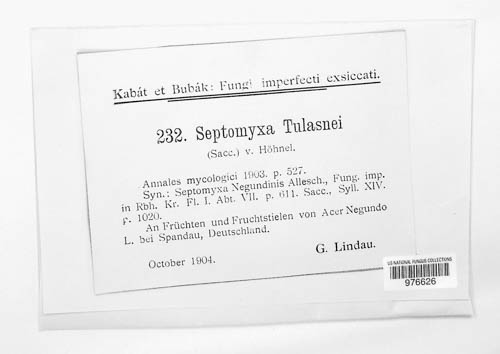 Kabát et Bubák: Fungi imperfecti exsiccati.
232. Septomyxa Tulasnei
(Sacc.) v. Höhnel.
Annales mycologici 1903. p. 527.
Syn.: Septomyxa Negundinis Allesch., Fung. imp.
in Rbh. Kr. Fl. I. Abt. VII. p. 611. Sacc., Syll. XIV.
p. 1020.
An Früchten und Fruchtstielen von Acer Negundo
L. bei Spandau, Deutschland.
October 1904.
G. Lindau.
US NATIONAL FUNGUS COLLECTIONS
976626